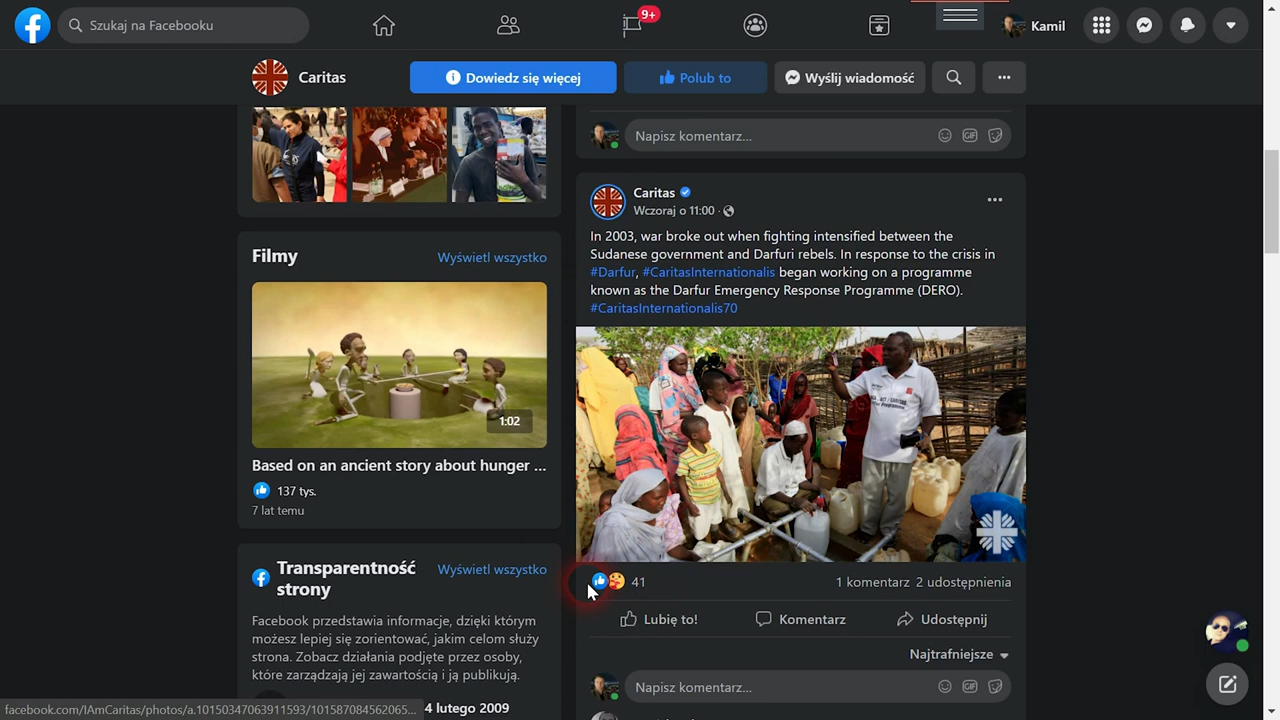 Szukaj na Facebooku
9+
Kamil
Caritas
Dowiedz się więcej
Polub to
Wyślij wiadomość
Napisz komentarz...
GIF
Filmy
Wyświetl wszystko
1:02
Based on an ancient story about hunger ...
137 tys.
7 lat temu
Transparentność
strony
Wyświetl wszystko
Facebook przedstawia informacje, dzięki którym
możesz lepiej się zorientować, jakim celom służy
strona. Zobacz działania podjęte przez osoby,
które zarządzają jej zawartością i ją publikują.
4 lutego 2009
Caritas
Wczoraj o 11:00 ·
In 2003, war broke out when fighting intensified between the
Sudanese government and Darfuri rebels. In response to the crisis in
#Darfur, #CaritasInternationalis began working on a programme
known as the Darfur Emergency Response Programme (DERO).
#CaritasInternationalis70
41
1 komentarz 2 udostępnienia
Lubię to!
Komentarz
Udostępnij
Najtrafniejsze
Napisz komentarz...
GIF
facebook.com/IAmCaritas/photos/a.10150347063911593/101587084562065...